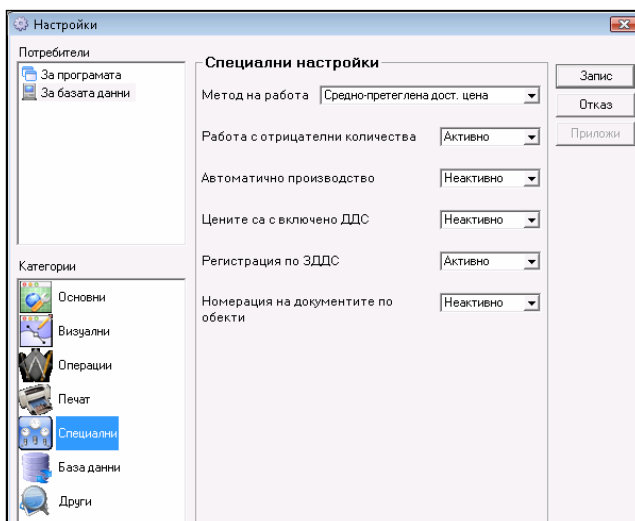 Настройки
Потребители
За програмата
За базата данни
Категории
Основни
Визуални
Операции
Печат
Специални
База данни
Други
Специални настройки
Метод на работа Средно-претеглена дост. цена
Работа с отрицателни количества Активно
Автоматично производство Неактивно
Цените са с включено ДДС Неактивно
Регистрация по ЗДДС Активно
Номерация на документите по Неактивно
обекти
Запис
Отказ
Приложи